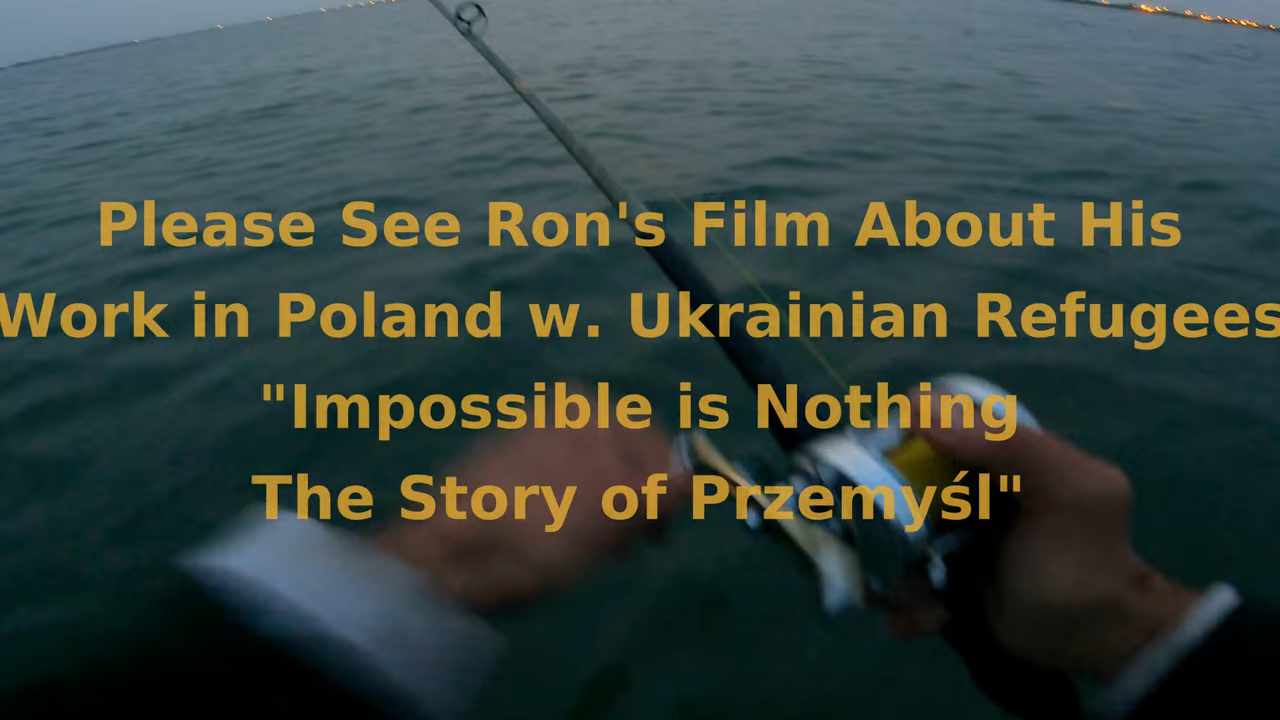 Please See Ron's Film About His
Work in Poland w. Ukrainian Refugees
"Impossible is Nothing
The Story of Przemyśl"